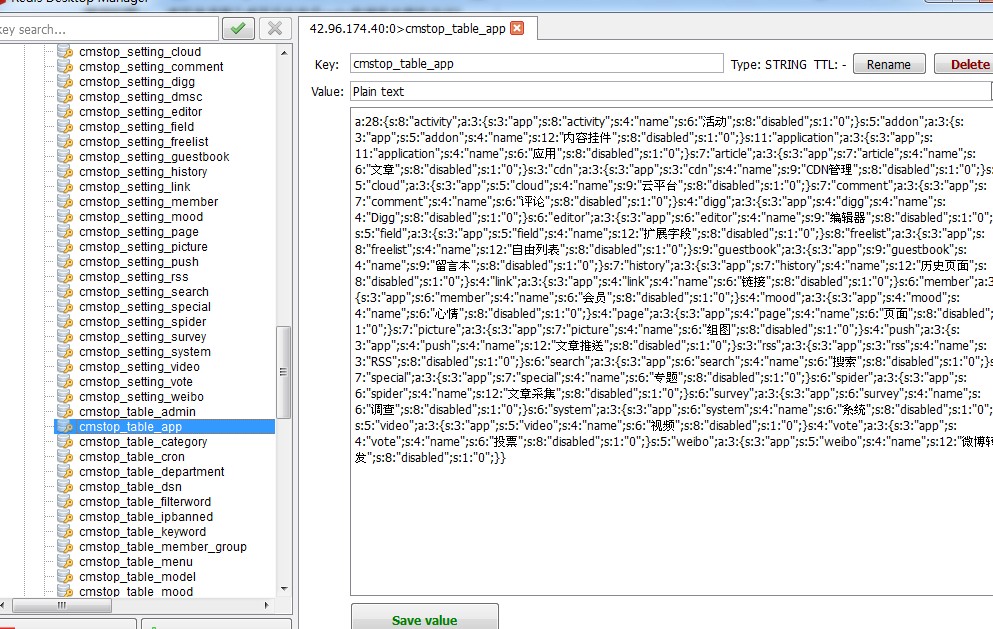 Redis Desktop Manager
key search...
cmstop_setting_cloud
cmstop_setting_comment
cmstop_setting_digg
cmstop_setting_dmsc
cmstop_setting_editor
cmstop_setting_field
cmstop_setting_freelist
cmstop_setting_guestbook
cmstop_setting_history
cmstop_setting_link
cmstop_setting_member
cmstop_setting_mood
cmstop_setting_page
cmstop_setting_picture
cmstop_setting_push
cmstop_setting_rss
cmstop_setting_search
cmstop_setting_special
cmstop_setting_spider
cmstop_setting_survey
cmstop_setting_system
cmstop_setting_video
cmstop_setting_vote
cmstop_setting_weibo
cmstop_table_admin
cmstop_table_app
cmstop_table_category
cmstop_table_cron
cmstop_table_department
cmstop_table_dsn
cmstop_table_filterword
cmstop_table_ipbanned
cmstop_table_keyword
cmstop_table_member_group
cmstop_table_menu
cmstop_table_model
cmstop_table_mood
42.96.174.40:0>cmstop_table_app
Key: cmstop_table_app Type: STRING TTL: - Rename Delete
Value: Plain text
a:28:{s:8:"activity";a:3:{s:3:"app";s:8:"activity";s:4:"name";s:6:"活动";s:8:"disabled";s:1:"0";}s:5:"addon";a:3:{s:
3:"app";s:5:"addon";s:4:"name";s:12:"内容挂件";s:8:"disabled";s:1:"0";}s:11:"application";a:3:{s:3:"app";s:
11:"application";s:4:"name";s:6:"应用";s:8:"disabled";s:1:"0";}s:7:"article";a:3:{s:3:"app";s:7:"article";s:4:"name";s:
6:"文章";s:8:"disabled";s:1:"0";}s:3:"cdn";a:3:{s:3:"app";s:3:"cdn";s:4:"name";s:9:"CDN管理";s:8:"disabled";s:1:"0";}s
5:"cloud";a:3:{s:3:"app";s:5:"cloud";s:4:"name";s:9:"云平台";s:8:"disabled";s:1:"0";}s:7:"comment";a:3:{s:3:"app";s:
7:"comment";s:4:"name";s:6:"评论";s:8:"disabled";s:1:"0";}s:4:"digg";a:3:{s:3:"app";s:4:"digg";s:4:"name";s:
4:"Digg";s:8:"disabled";s:1:"0";}s:6:"editor";a:3:{s:3:"app";s:6:"editor";s:4:"name";s:9:"编辑器";s:8:"disabled";s:1:"0"
s:5:"field";a:3:{s:3:"app";s:5:"field";s:4:"name";s:12:"扩展字段";s:8:"disabled";s:1:"0";}s:8:"freelist";a:3:{s:3:"app";s:
8:"freelist";s:4:"name";s:12:"自由列表";s:8:"disabled";s:1:"0";}s:9:"guestbook";a:3:{s:3:"app";s:9:"guestbook";s:
4:"name";s:9:"留言本";s:8:"disabled";s:1:"0";}s:7:"history";a:3:{s:3:"app";s:7:"history";s:4:"name";s:12:"历史页面";s:
8:"disabled";s:1:"0";}s:4:"link";a:3:{s:3:"app";s:4:"link";s:4:"name";s:6:"链接";s:8:"disabled";s:1:"0";}s:6:"member";a:3
{s:3:"app";s:6:"member";s:4:"name";s:6:"会员";s:8:"disabled";s:1:"0";}s:4:"mood";a:3:{s:3:"app";s:4:"mood";s:
4:"name";s:6:"心情";s:8:"disabled";s:1:"0";}s:4:"page";a:3:{s:3:"app";s:4:"page";s:4:"name";s:6:"页面";s:8:"disabled";s
1:"0";}s:7:"picture";a:3:{s:3:"app";s:7:"picture";s:4:"name";s:6:"组图";s:8:"disabled";s:1:"0";}s:4:"push";a:3:{s:
3:"app";s:4:"push";s:4:"name";s:12:"文章推送";s:8:"disabled";s:1:"0";}s:3:"rss";a:3:{s:3:"app";s:3:"rss";s:4:"name";s:
3:"RSS";s:8:"disabled";s:1:"0";}s:6:"search";a:3:{s:3:"app";s:6:"search";s:4:"name";s:6:"搜索";s:8:"disabled";s:1:"0";}s
7:"special";a:3:{s:3:"app";s:7:"special";s:4:"name";s:6:"专题";s:8:"disabled";s:1:"0";}s:6:"spider";a:3:{s:3:"app";s:
6:"spider";s:4:"name";s:12:"文章采集";s:8:"disabled";s:1:"0";}s:6:"survey";a:3:{s:3:"app";s:6:"survey";s:4:"name";s:
6:"调查";s:8:"disabled";s:1:"0";}s:6:"system";a:3:{s:3:"app";s:6:"system";s:4:"name";s:6:"系统";s:8:"disabled";s:1:"0"
s:5:"video";a:3:{s:3:"app";s:5:"video";s:4:"name";s:6:"视频";s:8:"disabled";s:1:"0";}s:4:"vote";a:3:{s:3:"app";s:
4:"vote";s:4:"name";s:6:"投票";s:8:"disabled";s:1:"0";}s:5:"weibo";a:3:{s:3:"app";s:5:"weibo";s:4:"name";s:12:"微博转
发";s:8:"disabled";s:1:"0";}}
Save value